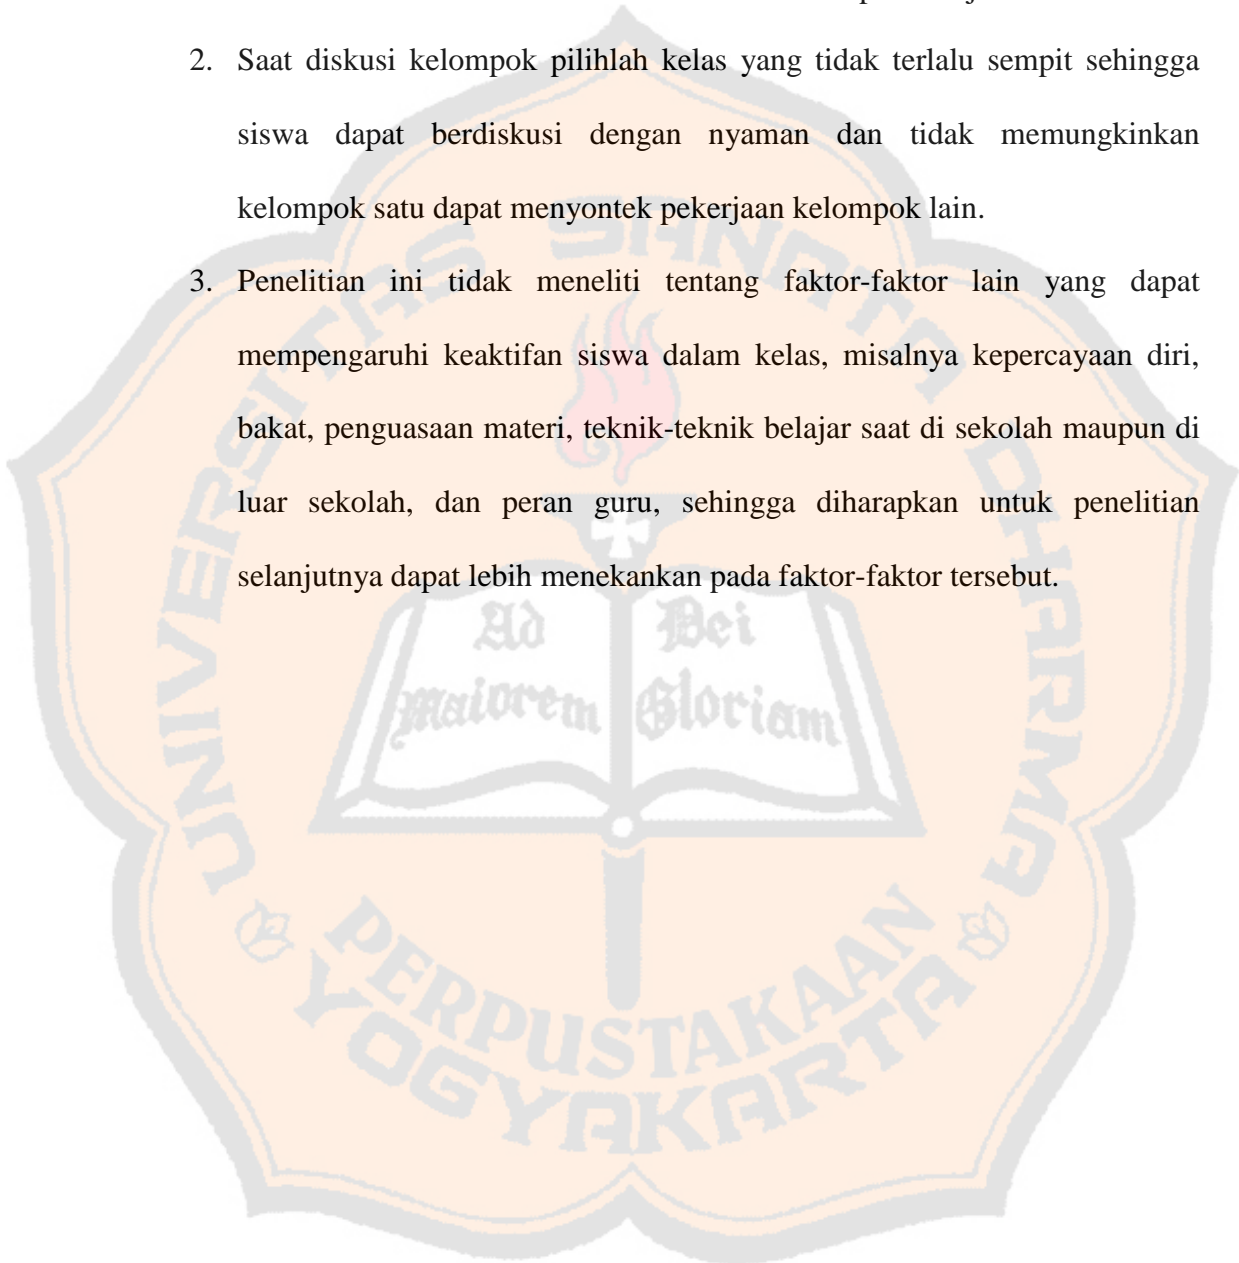 2. Saat diskusi kelompok pilihlah kelas yang tidak terlalu sempit sehingga
siswa dapat berdiskusi dengan nyaman dan tidak memungkinkan
kelompok satu dapat menyontek pekerjaan kelompok lain.
3. Penelitian ini tidak meneliti tentang faktor-faktor lain yang dapat
mempengaruhi keaktifan siswa dalam kelas, misalnya kepercayaan diri,
bakat, penguasaan materi, teknik-teknik belajar saat di sekolah maupun di
luar sekolah, dan peran guru, sehingga diharapkan untuk penelitian
selanjutnya dapat lebih menekankan pada faktor-faktor tersebut.
UNIVERSITAS SANATA DHARMA
Ad Dei
maiorem Gloriam
PERPUSTAKAAN
YOGYAKARTA